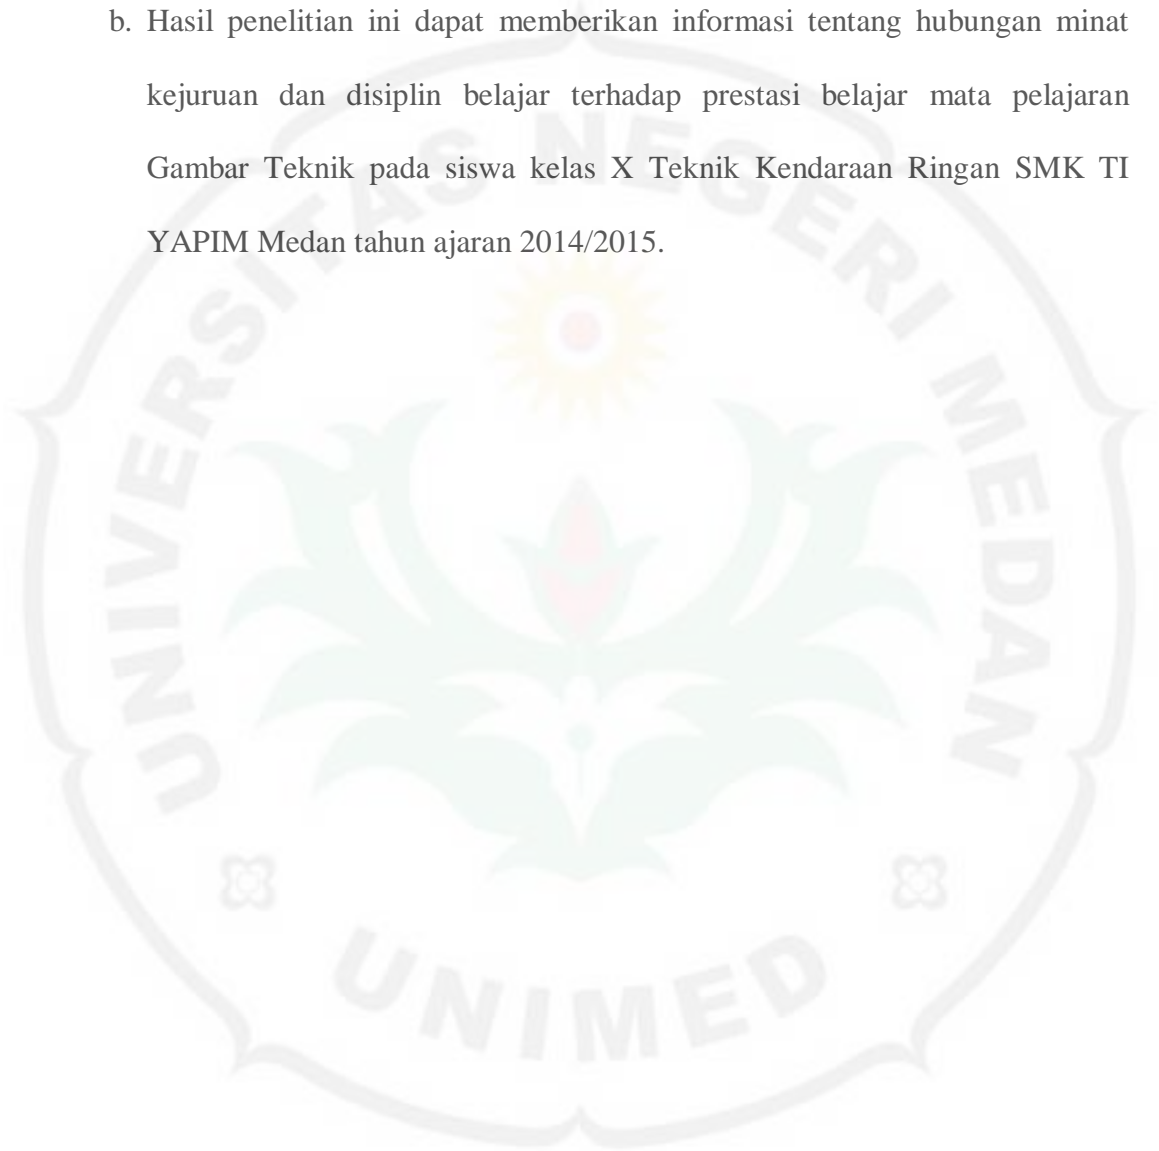 b. Hasil penelitian ini dapat memberikan informasi tentang hubungan minat
kejuruan dan disiplin belajar terhadap prestasi belajar mata pelajaran
Gambar Teknik pada siswa kelas X Teknik Kendaraan Ringan SMK TI
YAPIM Medan tahun ajaran 2014/2015.
UNIVERSITAS NEGERI MEDAN
UNIMED